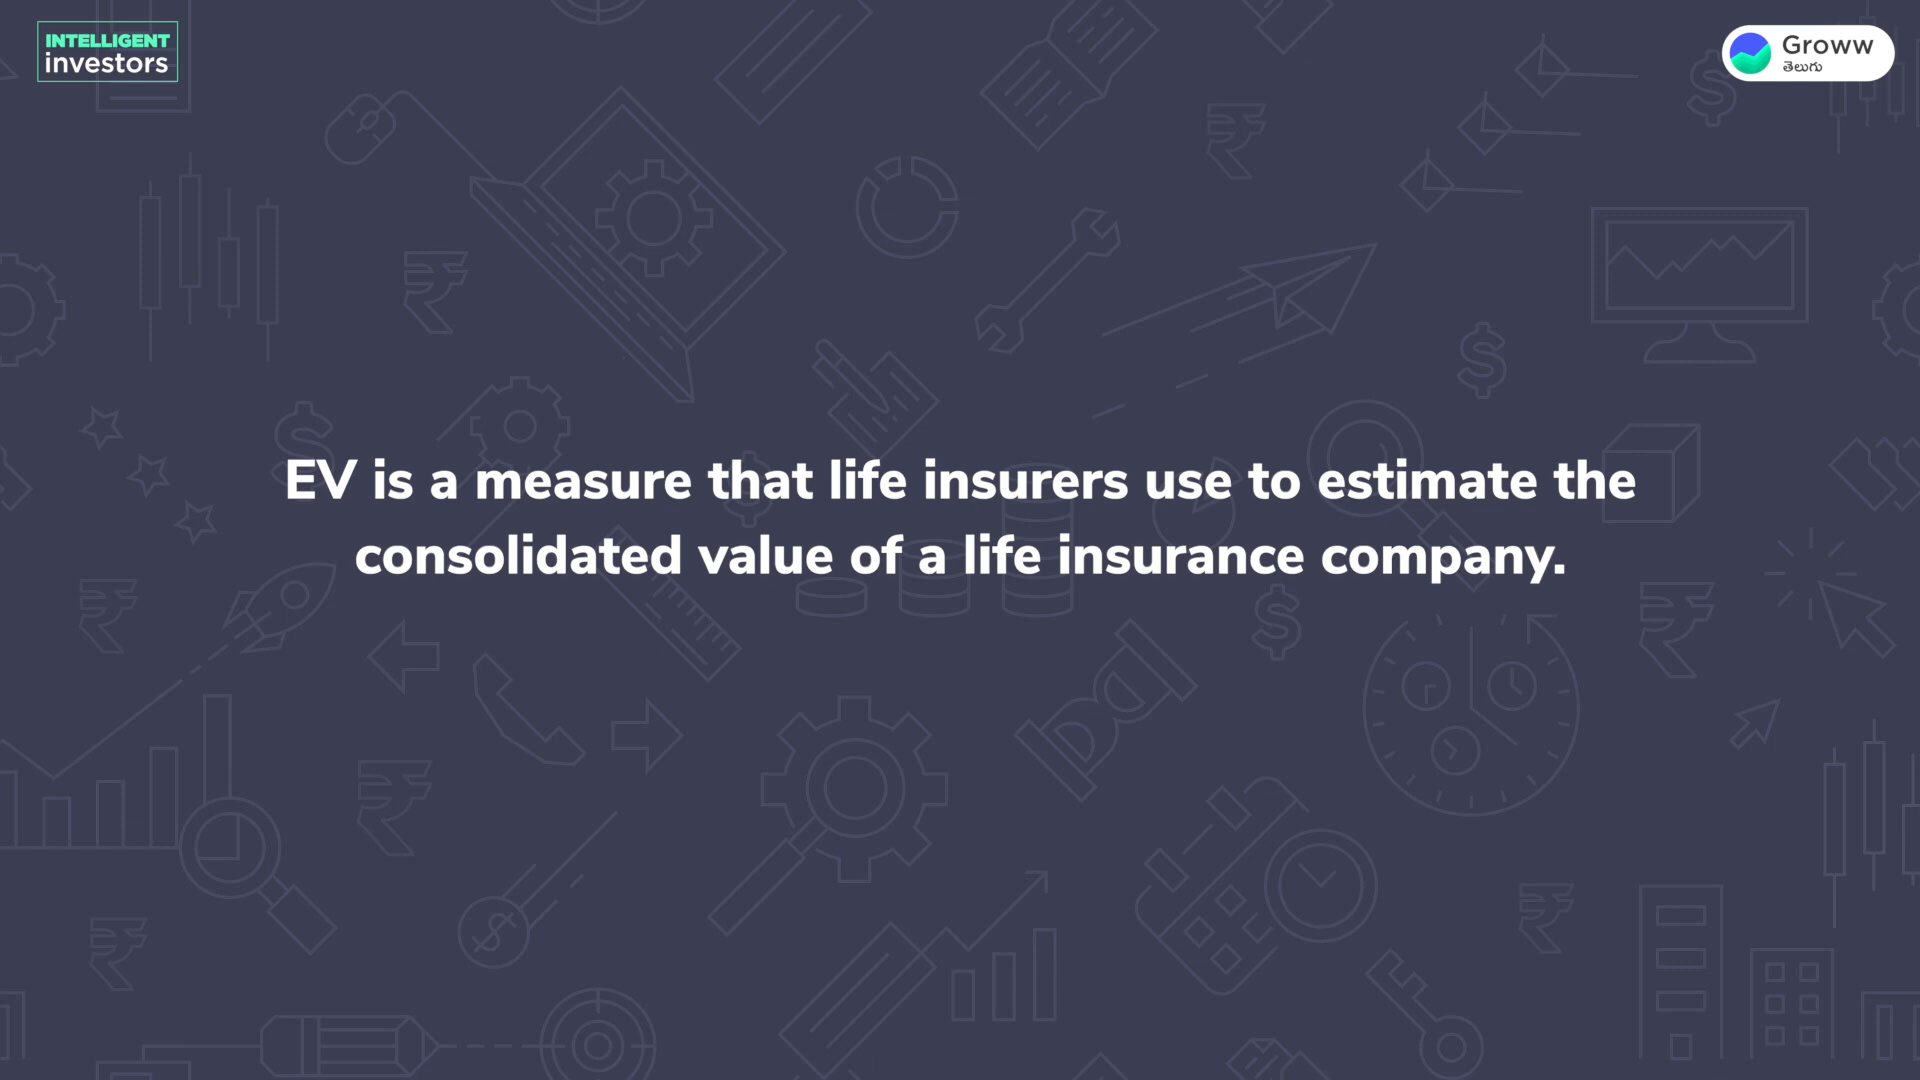 INTELLIGENT
investors
Groww
తెలుగు
EV is a measure that life insurers use to estimate the
consolidated value of a life insurance company.